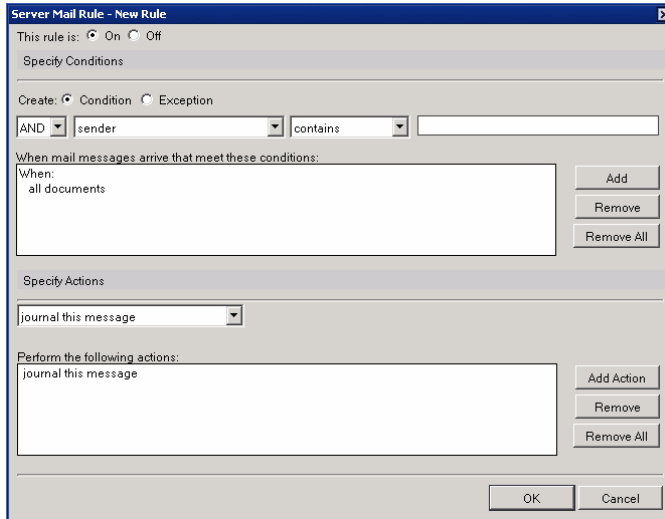 Server Mail Rule - New Rule
This rule is: On Off
Specify Conditions
Create: Condition Exception
AND sender contains
When mail messages arrive that meet these conditions:
When:
all documents
Add
Remove
Remove All
Specify Actions
journal this message
Perform the following actions:
journal this message
Add Action
Remove
Remove All
OK Cancel